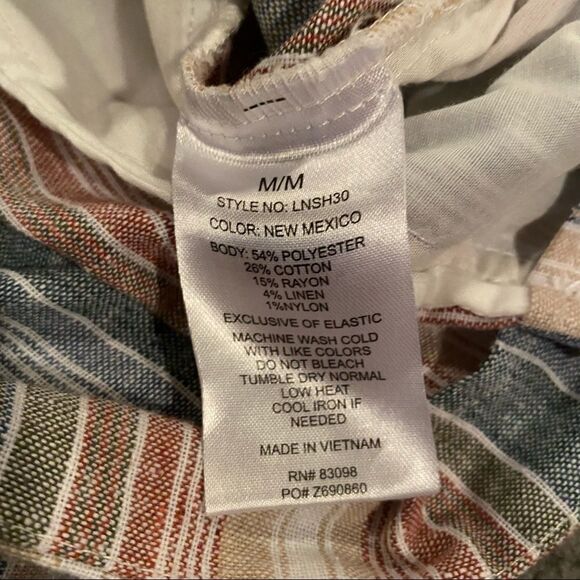 M/M
STYLE NO: LNSH30
COLOR: NEW MEXICO
BODY: 54% POLYESTER
26% COTTON
15% RAYON
4% LINEN
1%NYLON
EXCLUSIVE OF ELASTIC
MACHINE WASH COLD
WITH LIKE COLORS
DO NOT BLEACH
TUMBLE DRY NORMAL
LOW HEAT
COOL IRON IF
NEEDED
MADE IN VIETNAM
RN# 83098
PO# Z690860